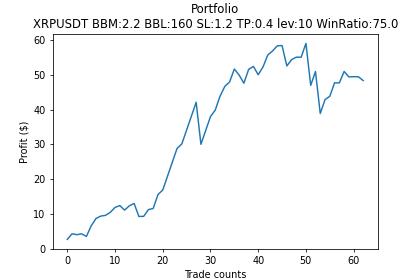 Portfolio
XRPUSDT BBM:2.2 BBL:160 SL:1.2 TP:0.4 lev:10 WinRatio:75.0
60
50
40
30
20
10
0
Profit ($)
0 10 20 30 40 50 60
Trade counts